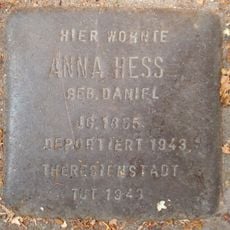 HIER WOHNTE
ANNA HESS
GEB. DANIEL
JG. 1865
DEPORTIERT 1943
THERESIENSTADT
TOT 1943